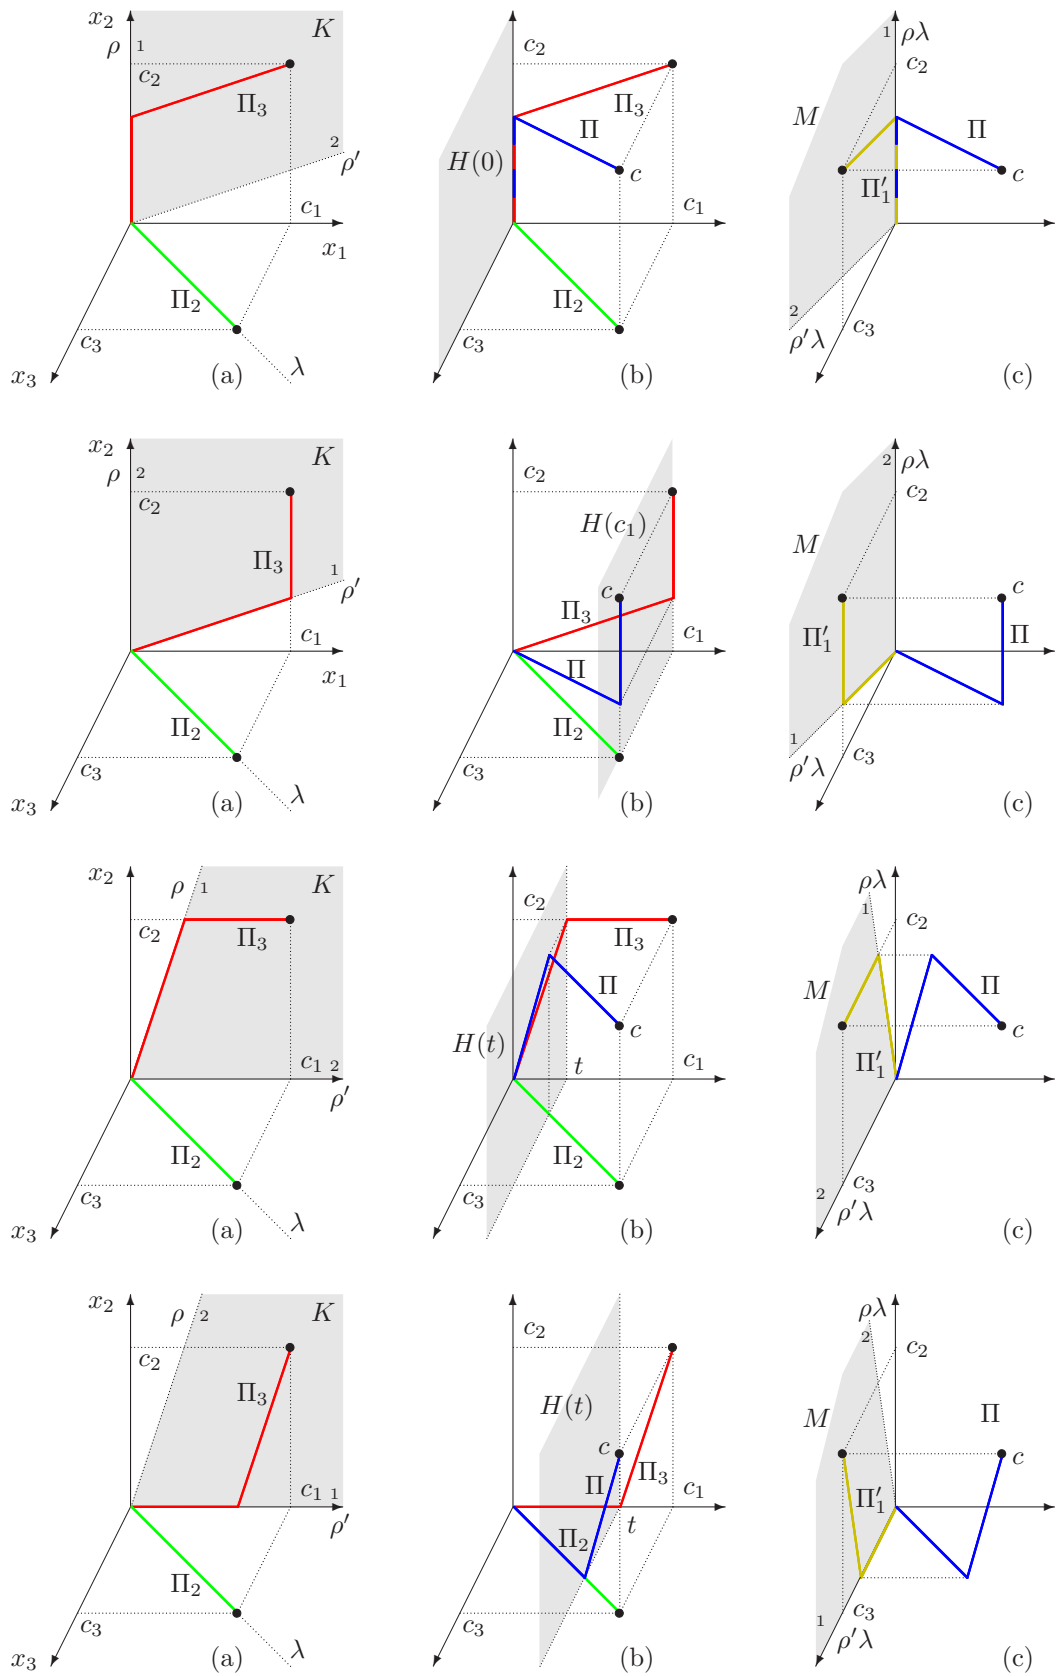 x₂ ρ 1 K c₂ Π₃ 2 ρ′ c₁ x₁ Π₂ c₃ x₃ λ (a)
c₂ Π₃ Π H(0) c c₁ Π₂ c₃ (b)
1 ρλ c₂ M Π Π′₁ c 2 ρ′λ c₃ (c)
x₂ ρ 2 K c₂ Π₃ 1 ρ′ c₁ x₁ Π₂ c₃ x₃ λ (a)
c₂ H(c₁) c Π₃ c₁ Π Π₂ c₃ (b)
2 ρλ c₂ M c Π′₁ Π 1 ρ′λ c₃ (c)
x₂ ρ 1 K c₂ Π₃ c₁ 2 ρ′ Π₂ c₃ x₃ λ (a)
c₂ Π₃ Π H(t) c t c₁ Π₂ c₃ (b)
ρλ 1 c₂ M Π c Π′₁ 2 c₃ ρ′λ (c)
x₂ ρ 2 K c₂ Π₃ c₁ 1 ρ′ Π₂ c₃ x₃ λ (a)
c₂ H(t) c Π Π₃ c₁ t Π₂ c₃ (b)
ρλ 2 c₂ M Π c Π′₁ 1 c₃ ρ′λ (c)